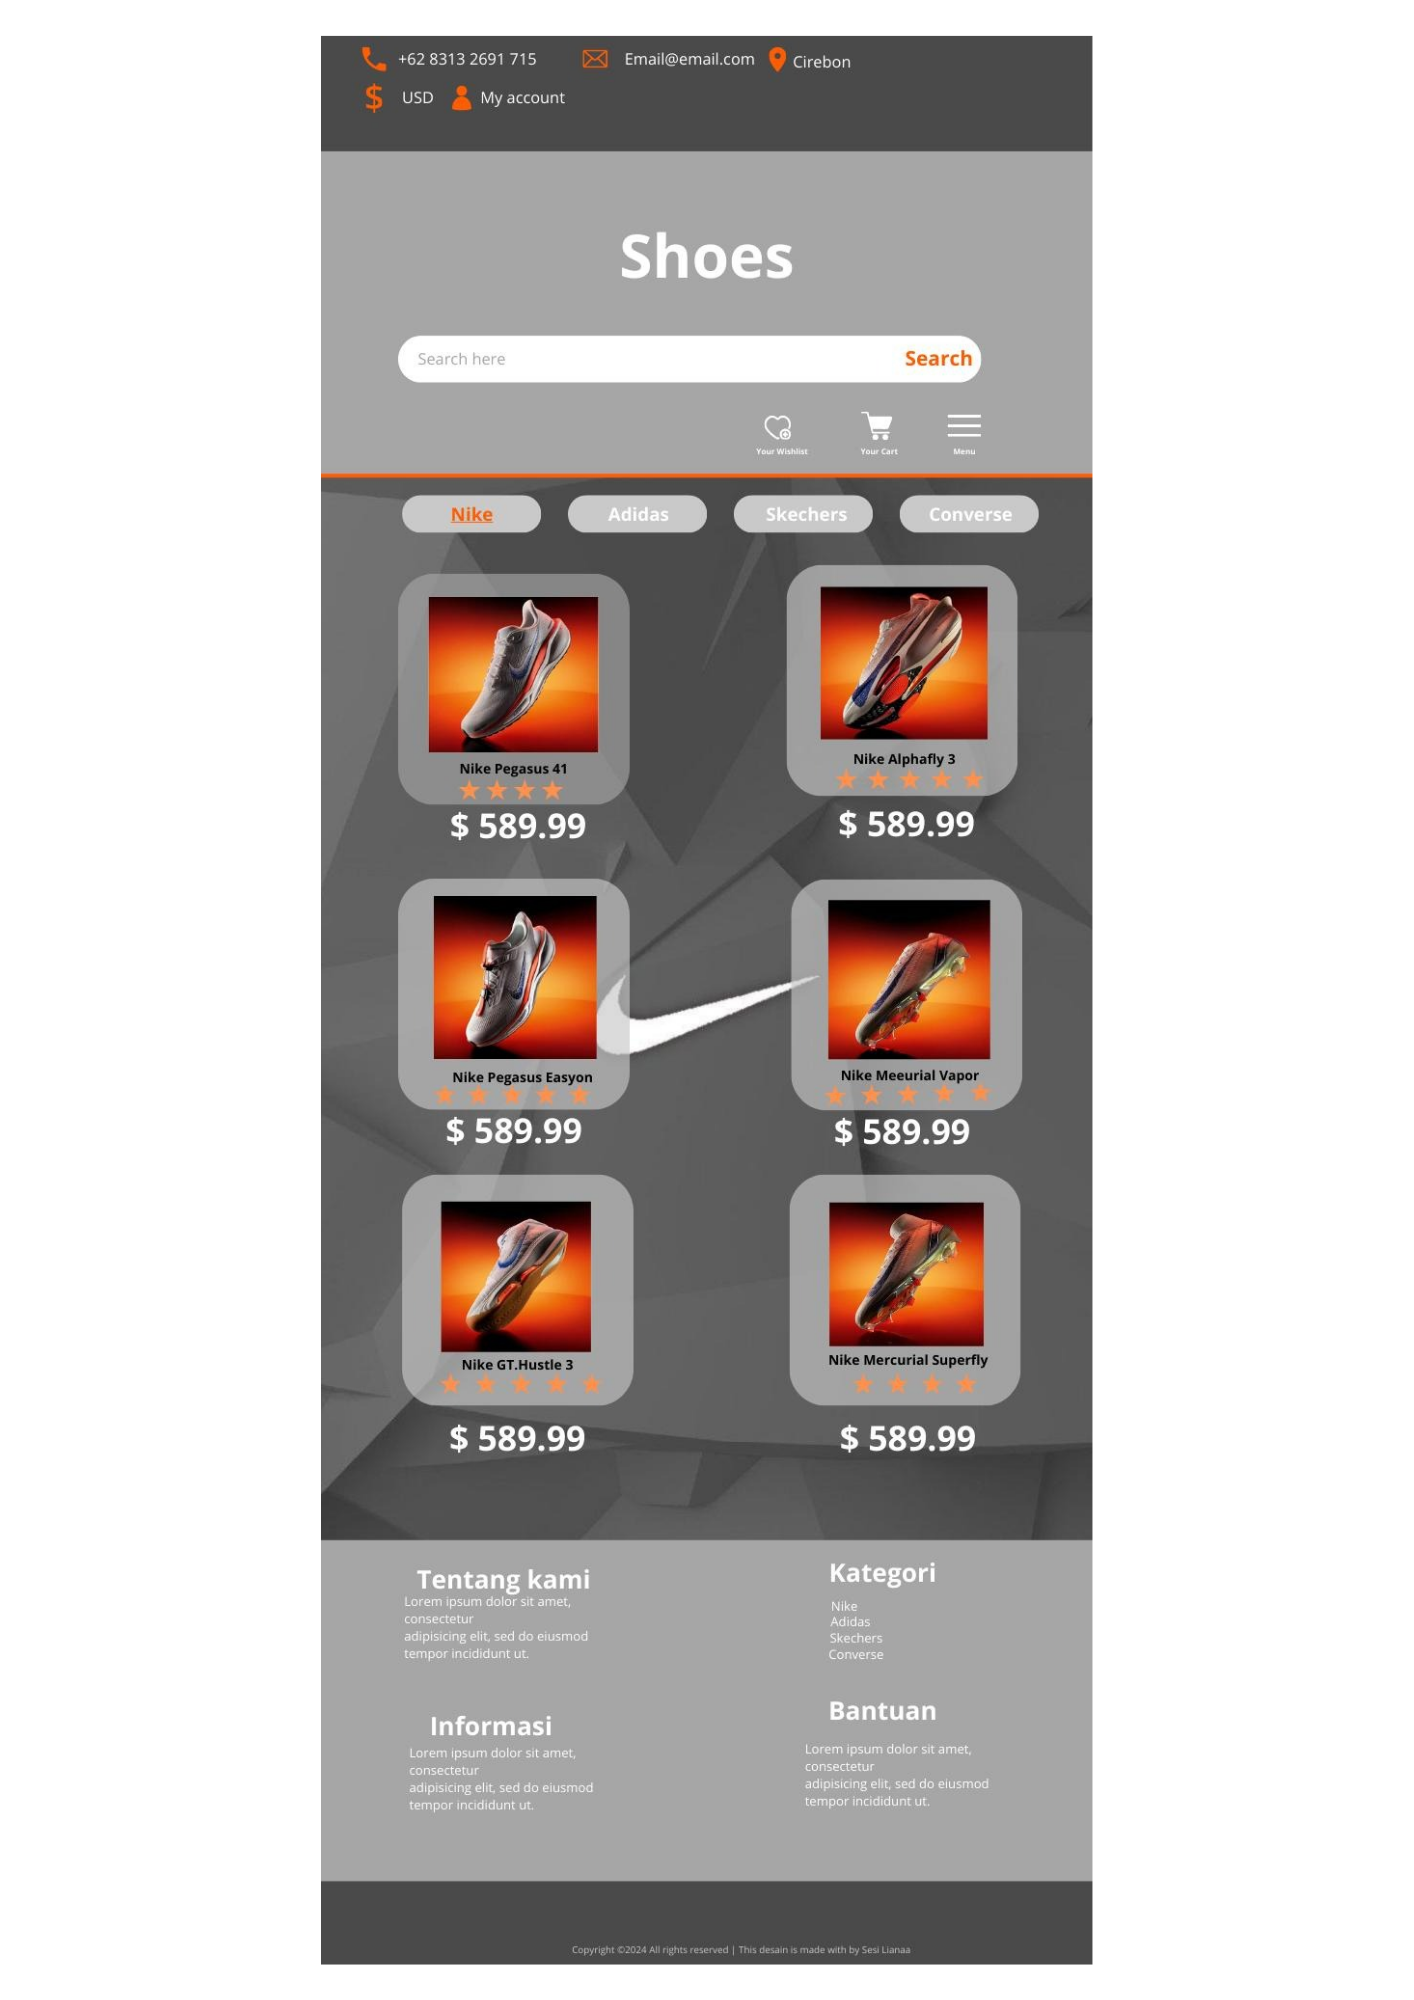 +62 8313 2691 715 Email@email.com Cirebon
$ USD My account
Shoes
Search here Search
Your Wishlist Your Cart Menu
Nike Adidas Skechers Converse
Nike Pegasus 41
$ 589.99
Nike Alphafly 3
$ 589.99
Nike Pegasus Easyon
$ 589.99
Nike Meeurial Vapor
$ 589.99
Nike GT.Hustle 3
$ 589.99
Nike Mercurial Superfly
$ 589.99
Tentang kami
Lorem ipsum dolor sit amet,
consectetur
adipisicing elit, sed do eiusmod
tempor incididunt ut.
Kategori
Nike
Adidas
Skechers
Converse
Informasi
Lorem ipsum dolor sit amet,
consectetur
adipisicing elit, sed do eiusmod
tempor incididunt ut.
Bantuan
Lorem ipsum dolor sit amet,
consectetur
adipisicing elit, sed do eiusmod
tempor incididunt ut.
Copyright ©2024 All rights reserved | This desain is made with by Sesi Lianaa